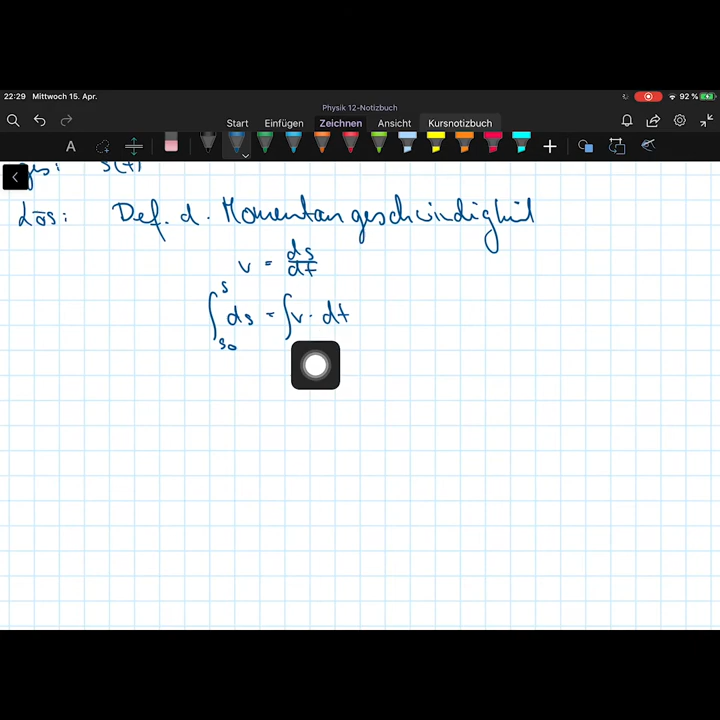 22:29 Mittwoch 15. Apr. 92 %
Physik 12-Notizbuch
Start Einfügen Zeichnen Ansicht Kursnotizbuch
A
ges: s(t)
Lös: Def. d. Momentangeschwindigkeit
v = ds/dt
∫ₛ₀ˢ ds = ∫ v · dt